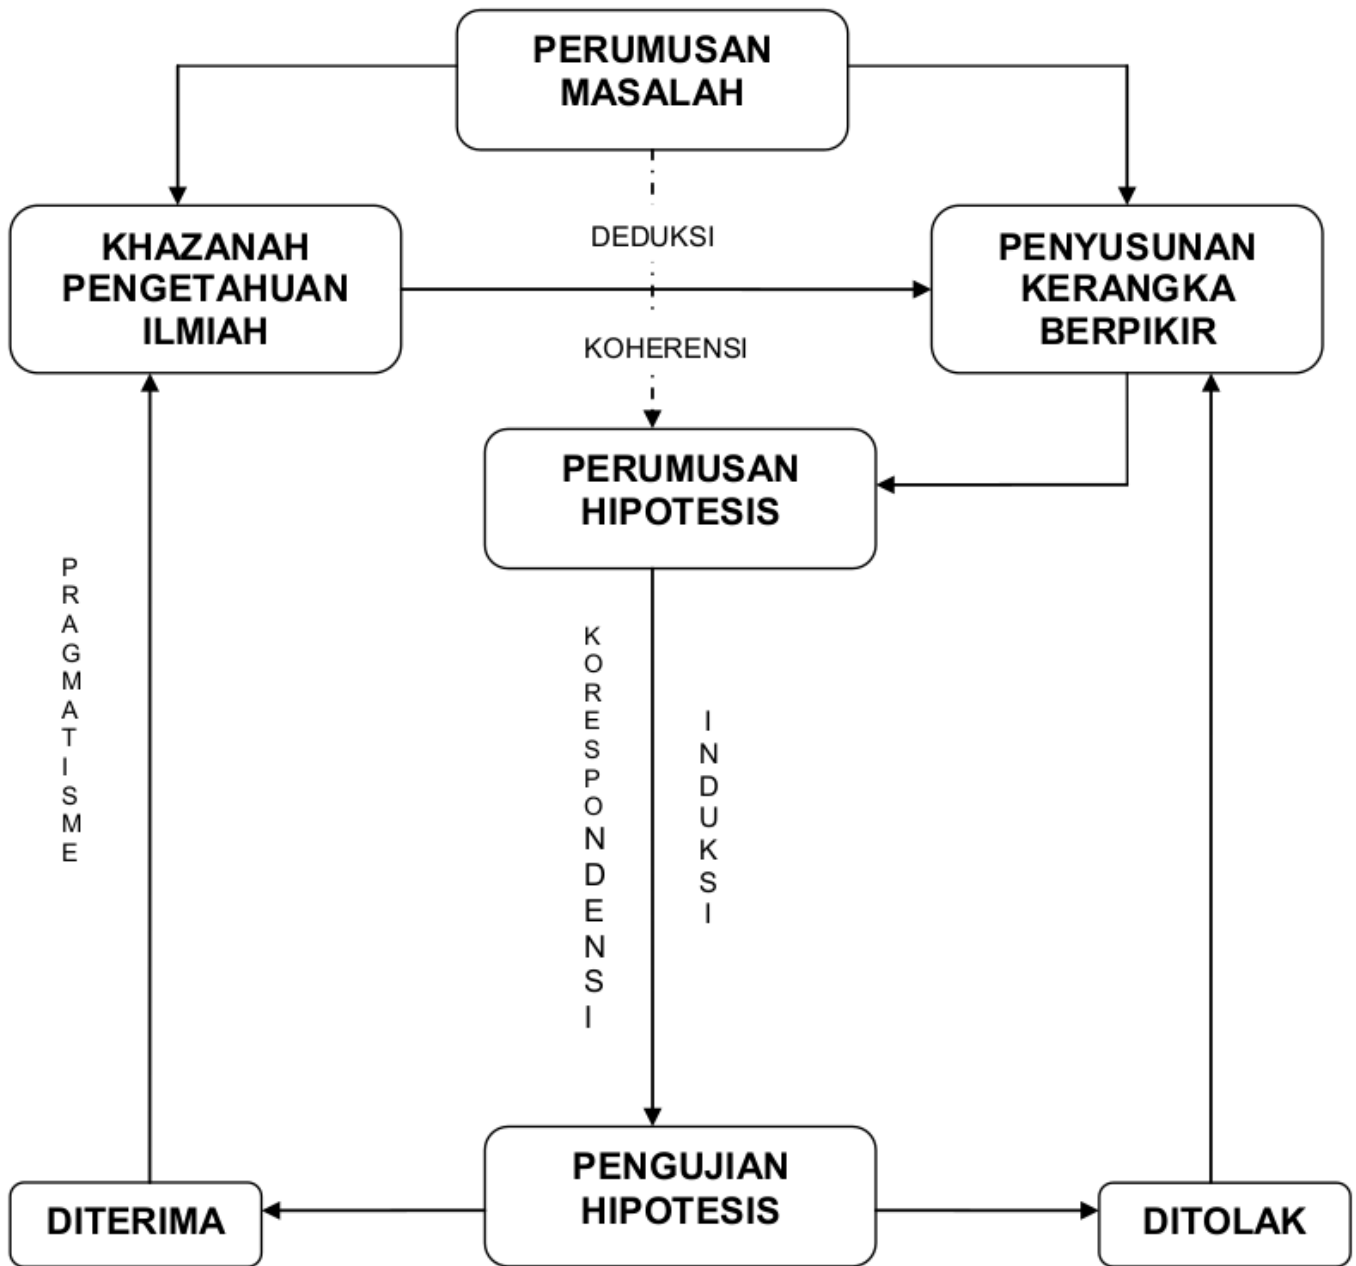 PERUMUSAN
MASALAH
DEDUKSI
KHAZANAH
PENGETAHUAN
ILMIAH
PENYUSUNAN
KERANGKA
BERPIKIR
KOHERENSI
PERUMUSAN
HIPOTESIS
PRAGMATISME
KORESPONDENSI
INDUKSI
PENGUJIAN
HIPOTESIS
DITERIMA
DITOLAK